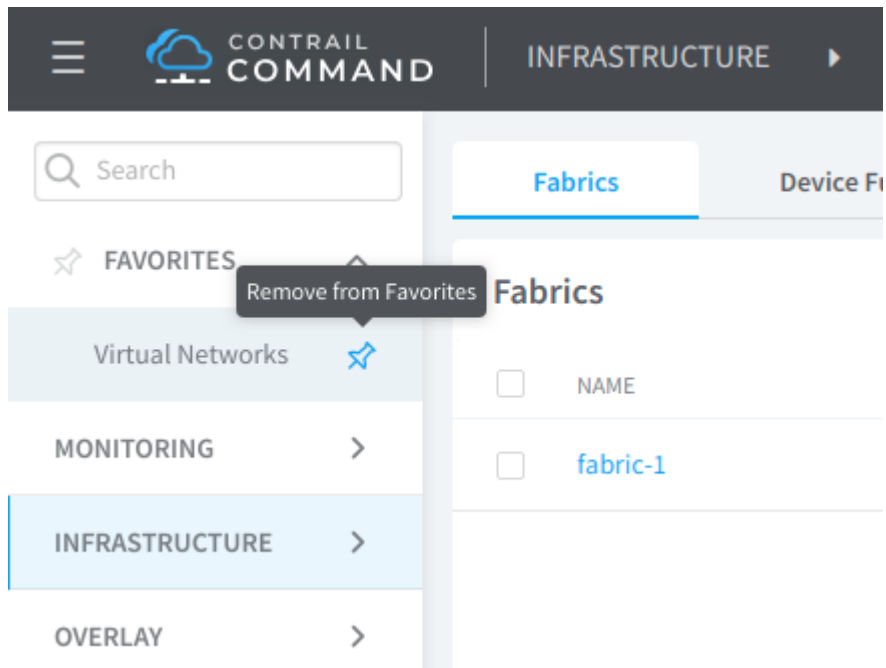 CONTRAIL
COMMAND
INFRASTRUCTURE
Search
Fabrics
FAVORITES
Remove from Favorites
Fabrics
Virtual Networks
NAME
MONITORING
fabric-1
INFRASTRUCTURE
OVERLAY